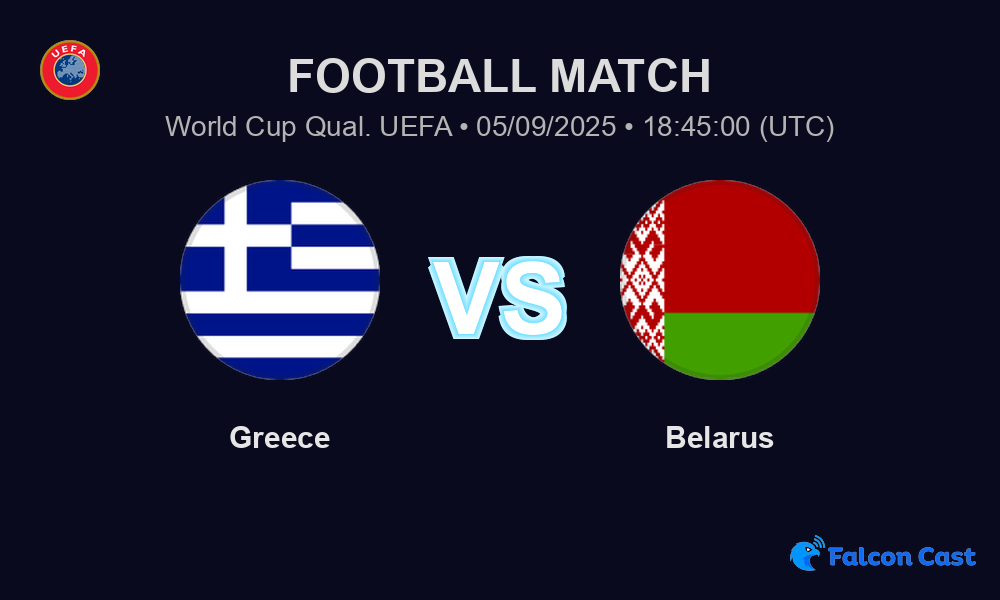 UEFA
FOOTBALL MATCH
World Cup Qual. UEFA • 05/09/2025 • 18:45:00 (UTC)
VS
Greece
Belarus
Falcon Cast